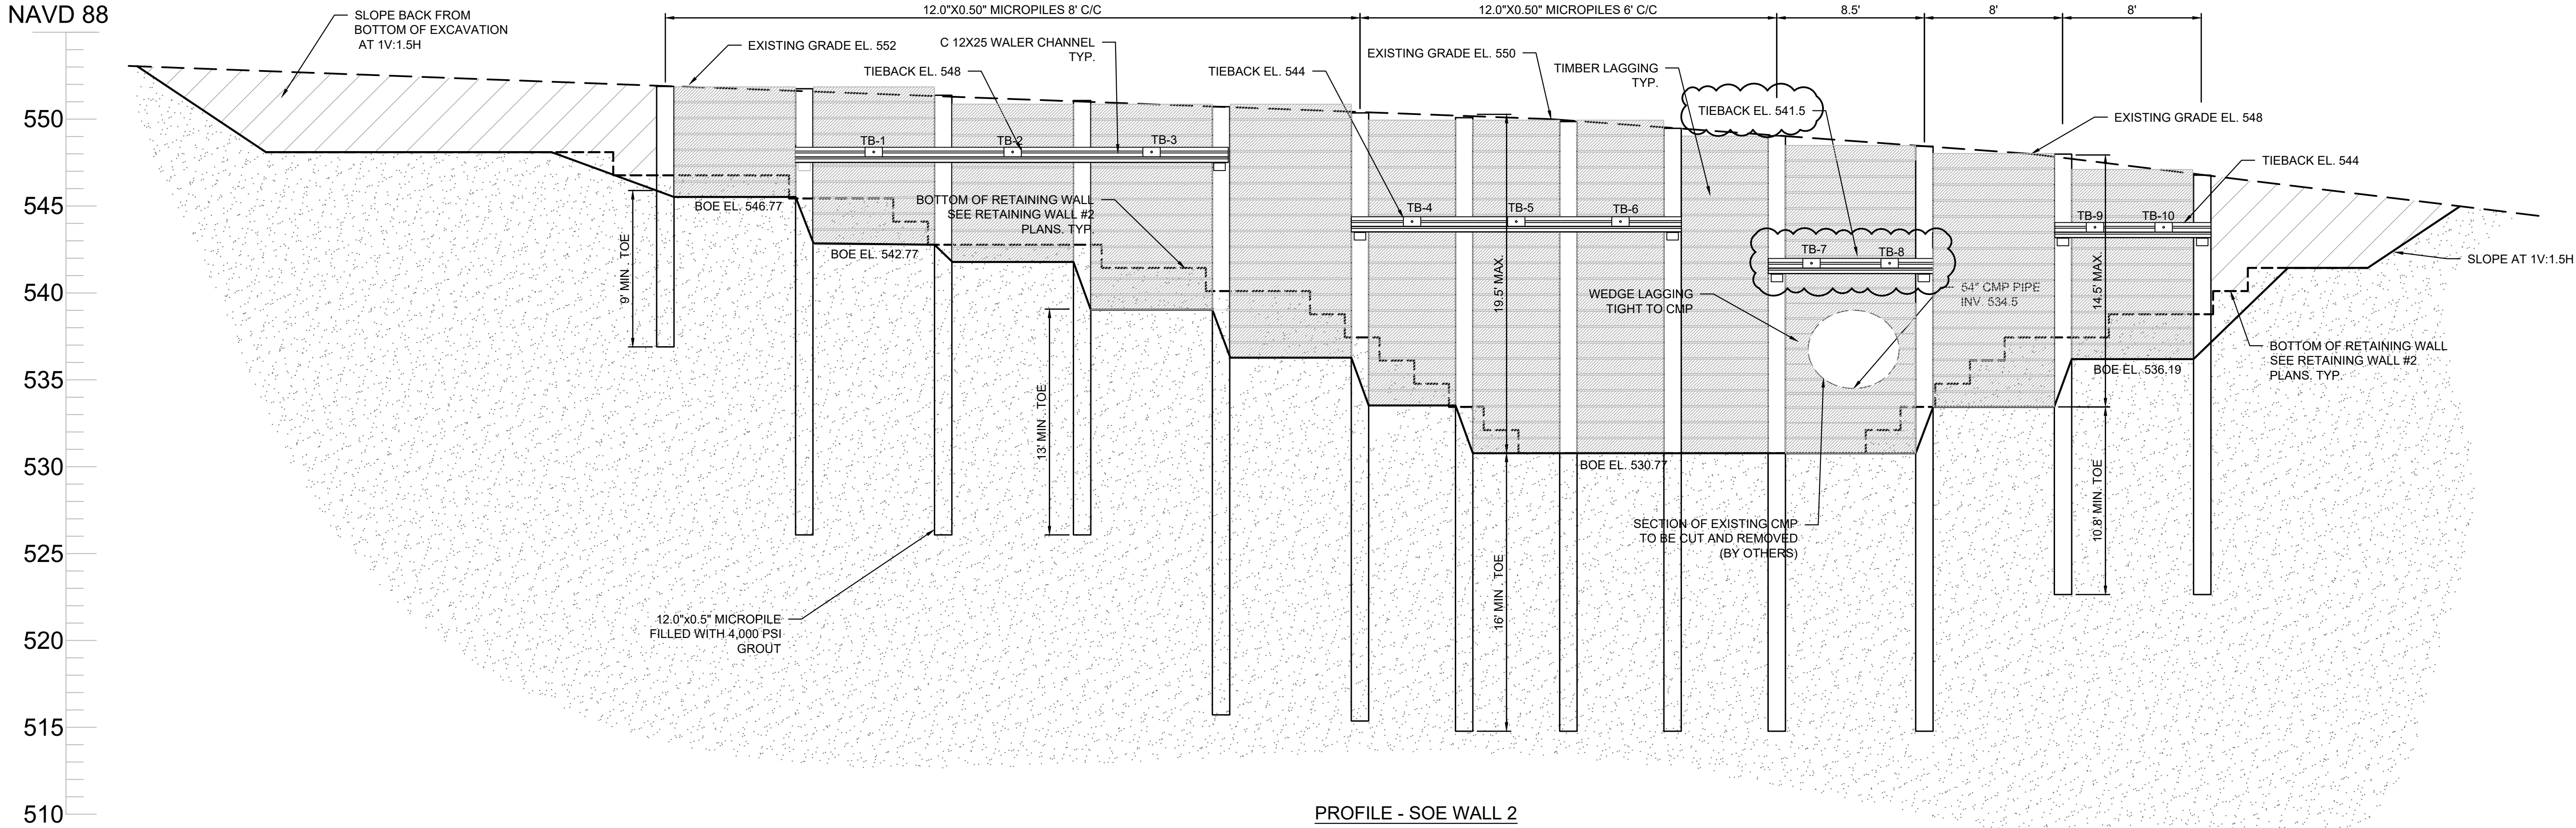 NAVD 88
SLOPE BACK FROM
BOTTOM OF EXCAVATION
AT 1V:1.5H
12.0"X0.50" MICROPILES 8' C/C
12.0"X0.50" MICROPILES 6' C/C
8.5'
8'
8'
EXISTING GRADE EL. 552
C 12X25 WALER CHANNEL
TYP.
TIEBACK EL. 548
TIEBACK EL. 544
EXISTING GRADE EL. 550
TIMBER LAGGING
TYP.
TIEBACK EL. 541.5
EXISTING GRADE EL. 548
TIEBACK EL. 544
550
545
540
535
530
525
520
515
510
TB-1
TB-2
TB-3
TB-4
TB-5
TB-6
TB-7
TB-8
TB-9
TB-10
BOE EL. 546.77
BOTTOM OF RETAINING WALL
SEE RETAINING WALL #2
PLANS. TYP.
BOE EL. 542.77
9' MIN . TOE
13' MIN . TOE
19.5' MAX.
16' MIN . TOE
WEDGE LAGGING
TIGHT TO CMP
54" CMP PIPE
INV. 534.5
14.5' MAX.
10.8' MIN. TOE
SLOPE AT 1V:1.5H
BOTTOM OF RETAINING WALL
SEE RETAINING WALL #2
PLANS. TYP.
BOE EL. 536.19
BOE EL. 530.77
SECTION OF EXISTING CMP
TO BE CUT AND REMOVED
(BY OTHERS)
12.0"x0.5" MICROPILE
FILLED WITH 4,000 PSI
GROUT
PROFILE - SOE WALL 2